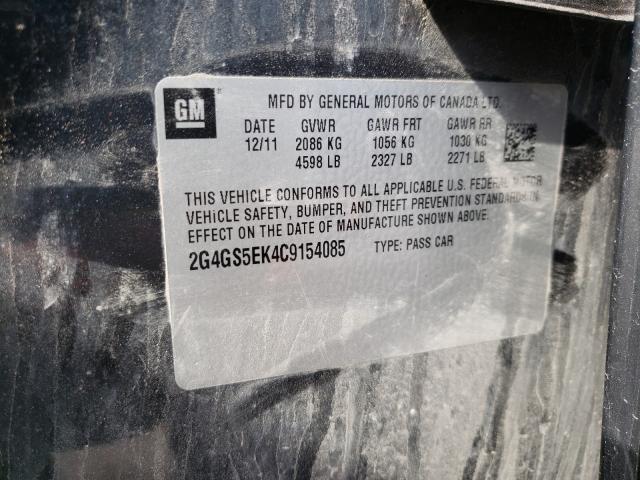 GM
MFD BY GENERAL MOTORS OF CANADA LTD.
DATE GVWR GAWR FRT GAWR RR
12/11 2086 KG 1056 KG 1030 KG
4598 LB 2327 LB 2271 LB
THIS VEHICLE CONFORMS TO ALL APPLICABLE U.S. FEDERAL MOTOR
VEHICLE SAFETY, BUMPER, AND THEFT PREVENTION STANDARDS IN
EFFECT ON THE DATE OF MANUFACTURE SHOWN ABOVE.
2G4GS5EK4C9154085 TYPE: PASS CAR